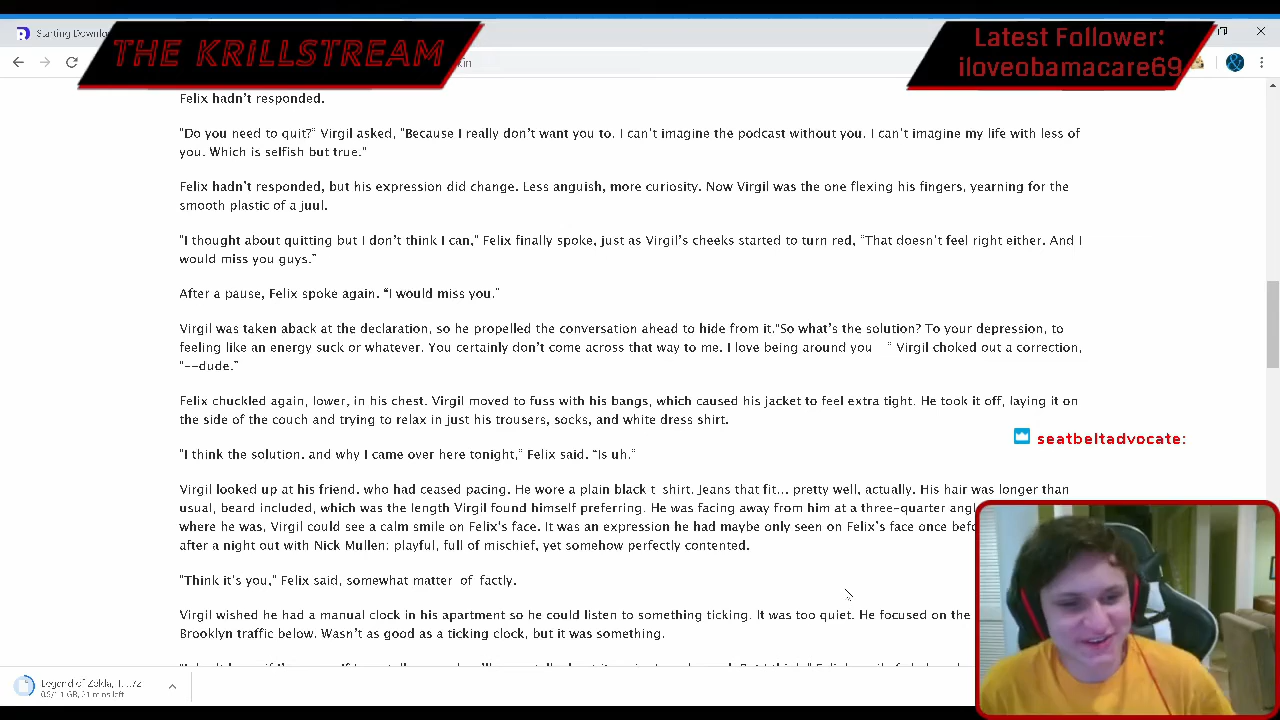 THE KRILLSTREAM
Latest Follower:
iloveobamacare69
Felix hadn’t responded.
"Do you need to quit?" Virgil asked, "Because I really don’t want you to. I can’t imagine the podcast without you. I can’t imagine my life with less of
you. Which is selfish but true."
Felix hadn’t responded, but his expression did change. Less anguish, more curiosity. Now Virgil was the one flexing his fingers, yearning for the
smooth plastic of a juul.
"I thought about quitting but I don’t think I can," Felix finally spoke, just as Virgil’s cheeks started to turn red, "That doesn’t feel right either. And I
would miss you guys."
After a pause, Felix spoke again. “I would miss you."
Virgil was taken aback at the declaration, so he propelled the conversation ahead to hide from it."So what’s the solution? To your depression, to
feeling like an energy suck or whatever. You certainly don’t come across that way to me. I love being around you " Virgil choked out a correction,
"--dude."
Felix chuckled again, lower, in his chest. Virgil moved to fuss with his bangs, which caused his jacket to feel extra tight. He took it off, laying it on
the side of the couch and trying to relax in just his trousers, socks, and white dress shirt.
seatbeltadvocate:
"I think the solution. and why I came over here tonight," Felix said. "Is uh."
Virgil looked up at his friend. who had ceased pacing. He wore a plain black t shirt. Jeans that fit... pretty well, actually. His hair was longer than
usual, beard included, which was the length Virgil found himself preferring. He was facing away from him at a three-quarter
where he was, Virgil could see a calm smile on Felix's face. It was an expression he had maybe only seen on Felix’s face once
after a night out with Nick Mullen: playful, full of mischief, yet somehow perfectly contented.
"Think it’s you," Felix said, somewhat matter of factly.
Virgil wished he had a manual clock in his apartment so he could listen to something ticking. It was too quiet. He focused on the
Brooklyn traffic below. Wasn’t as good as a ticking clock, but it was something.
Legend of